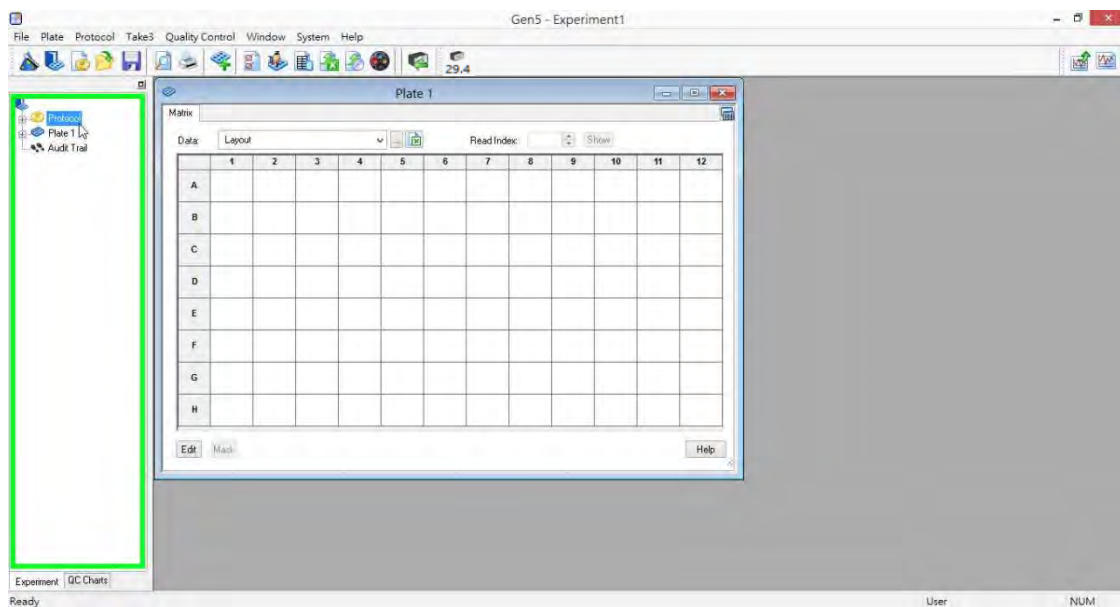 Gen5 - Experiment1
File Plate Protocol Take3 Quality Control Window System Help
29.4
Plate 1
Protocol
Plate 1
Audit Trail
Matrix
Data: Layout Read Index: Show
1 2 3 4 5 6 7 8 9 10 11 12
A
B
C
D
E
F
G
H
Edit Mask Help
Experiment QC Charts
Ready User NUM